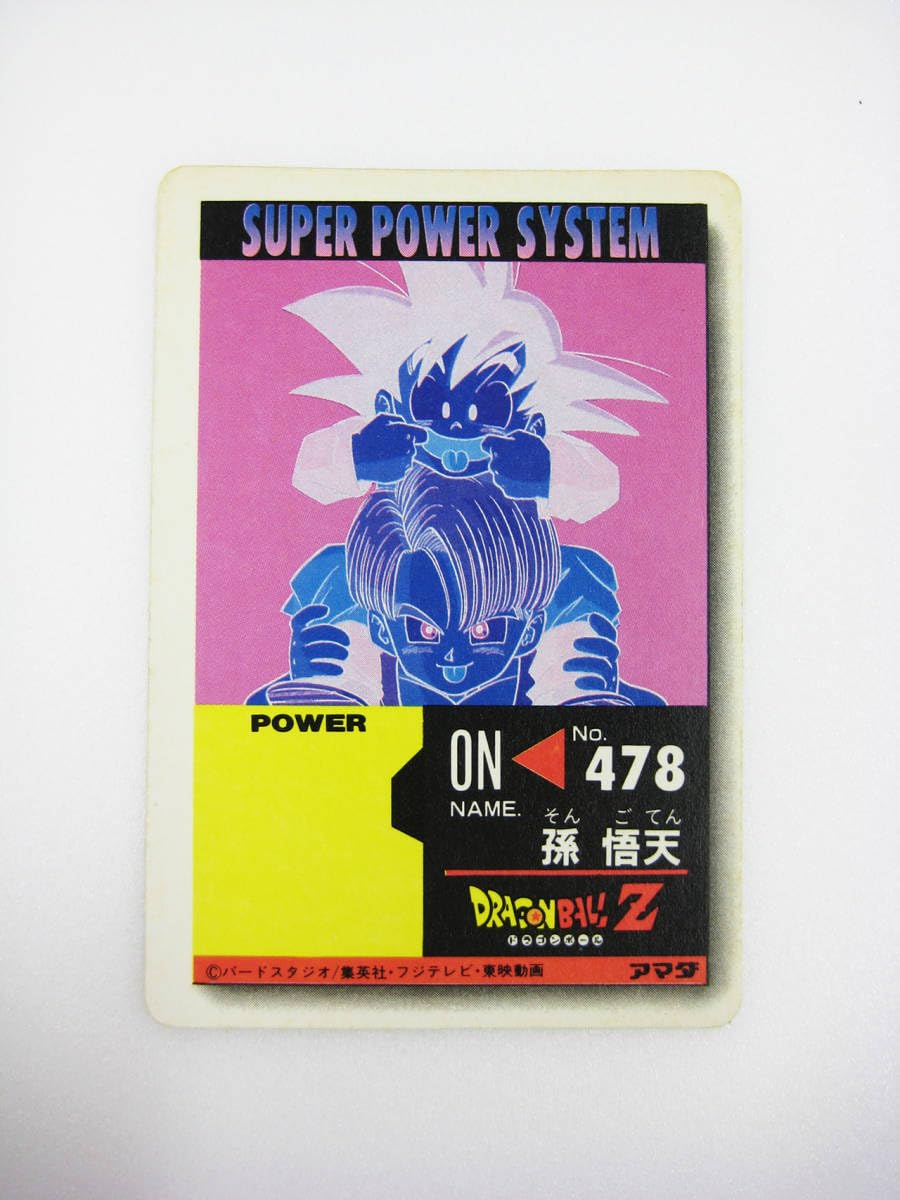 SUPER POWER SYSTEM
POWER
ON
No.
478
NAME.
そん ご てん
孫 悟天
DRAGON BALL Z
ドラゴンボール
©バードスタジオ/集英社・フジテレビ・東映動画
アマダ